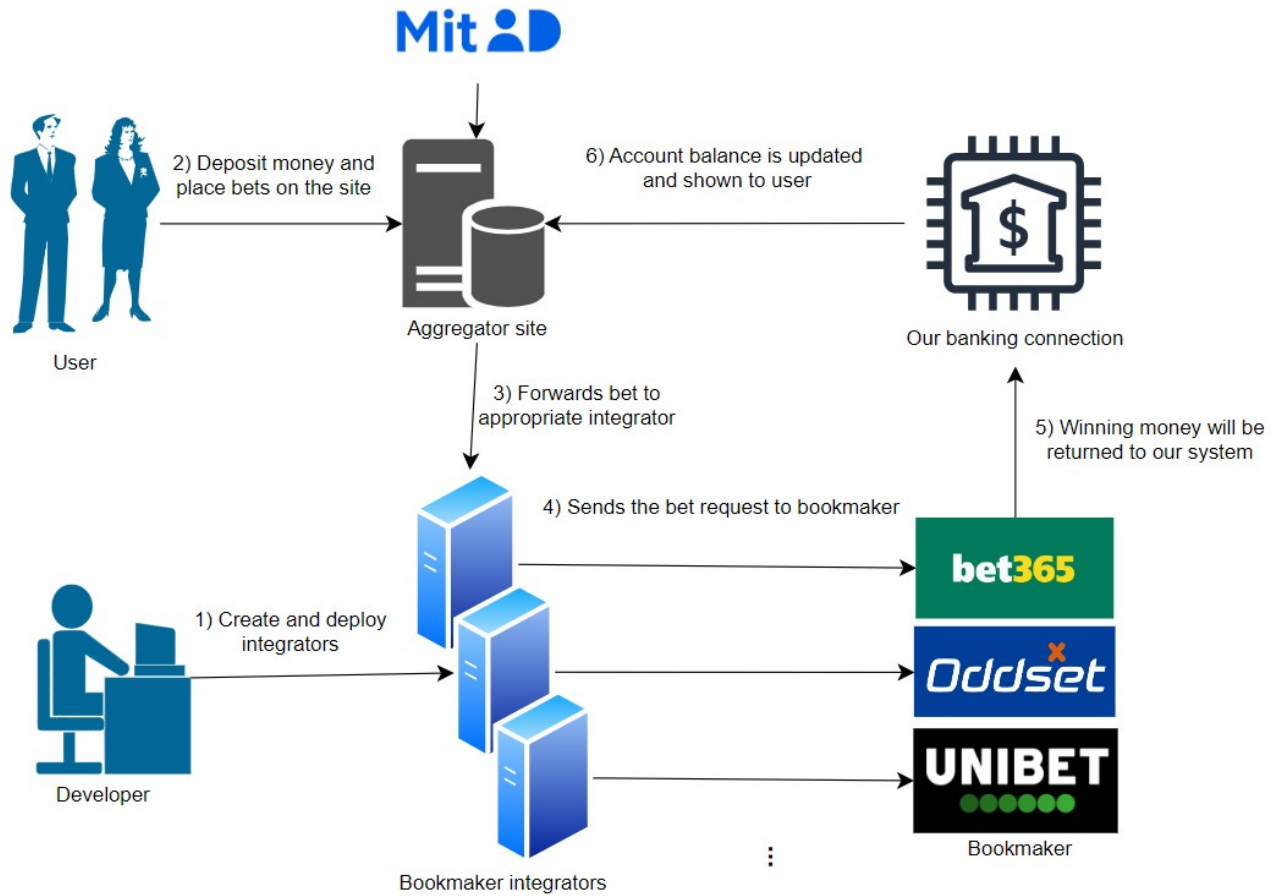 Mit
2) Deposit money and
place bets on the site
6) Account balance is updated
and shown to user
$
User
Aggregator site
Our banking connection
3) Forwards bet to
appropriate integrator
5) Winning money will be
returned to our system
4) Sends the bet request to bookmaker
bet365
1) Create and deploy
integrators
Oddset
UNIBET
Developer
Bookmaker integrators
Bookmaker